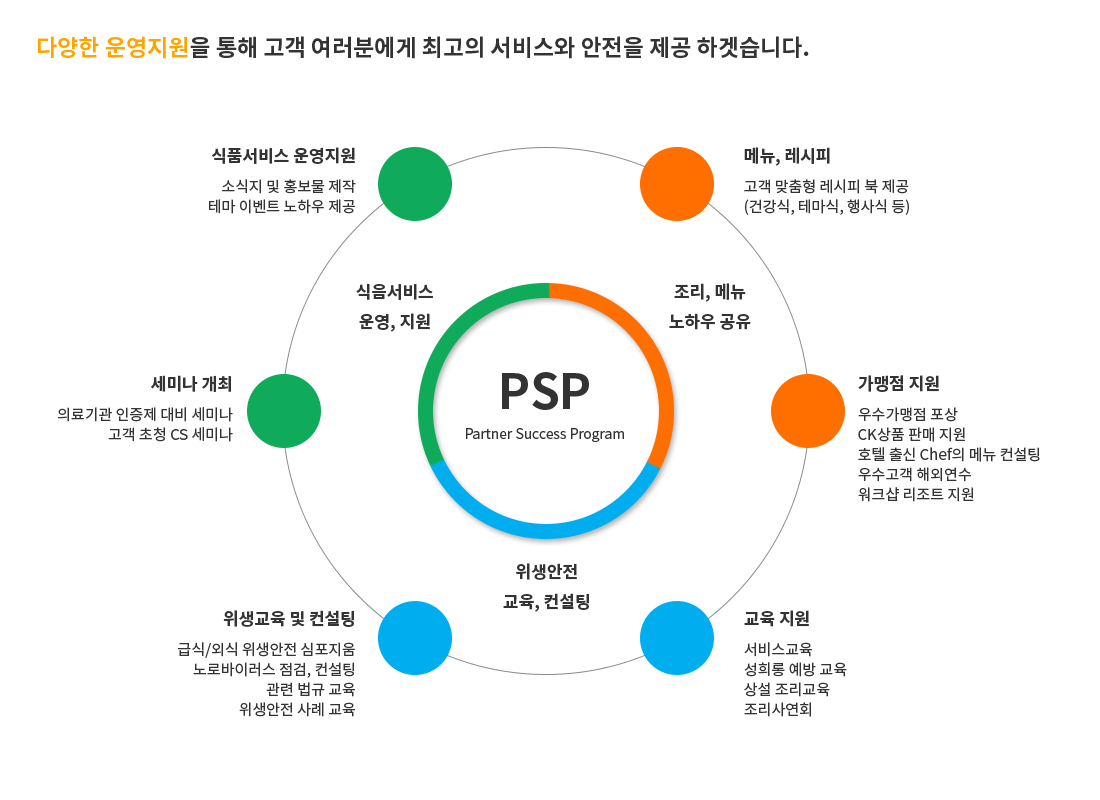 다양한 운영지원을 통해 고객 여러분에게 최고의 서비스와 안전을 제공 하겟습니다.
식품서비스 운영지원
소식지 및 홍보물 제작
테마 이벤트 노하우 제공
메뉴, 레시피
고객 맞춤형 레시피 북 제공
(건강식, 테마식, 행사식 등)
식음서비스
운영, 지원
조리, 메뉴
노하우 공유
PSP
Partner Success Program
세미나 개최
의료기관 인증제 대비 세미나
고객 초청 CS 세미나
가맹점 지원
우수가맹점 포상
CK상품 판매 지원
호텔 출신 Chef의 메뉴 컨설팅
우수고객 해외연수
워크샵 리조트 지원
위생안전
교육, 컨설팅
위생교육 및 컨설팅
급식/외식 위생안전 심포지움
노로바이러스 점검, 컨설팅
관련 법규 교육
위생안전 사례 교육
교육 지원
서비스교육
성희롱 예방 교육
상설 조리교육
조리사연회